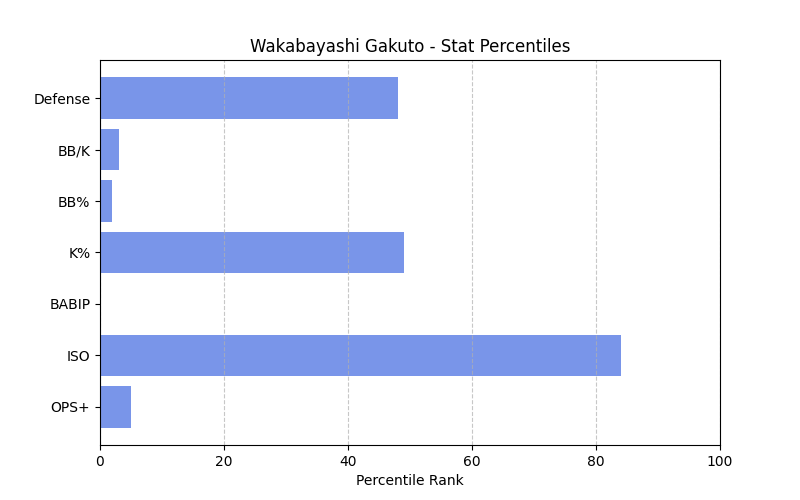 Wakabayashi Gakuto - Stat Percentiles
Defense
BB/K
BB%
K%
BABIP
ISO
OPS+
0 20 40 60 80 100
Percentile Rank